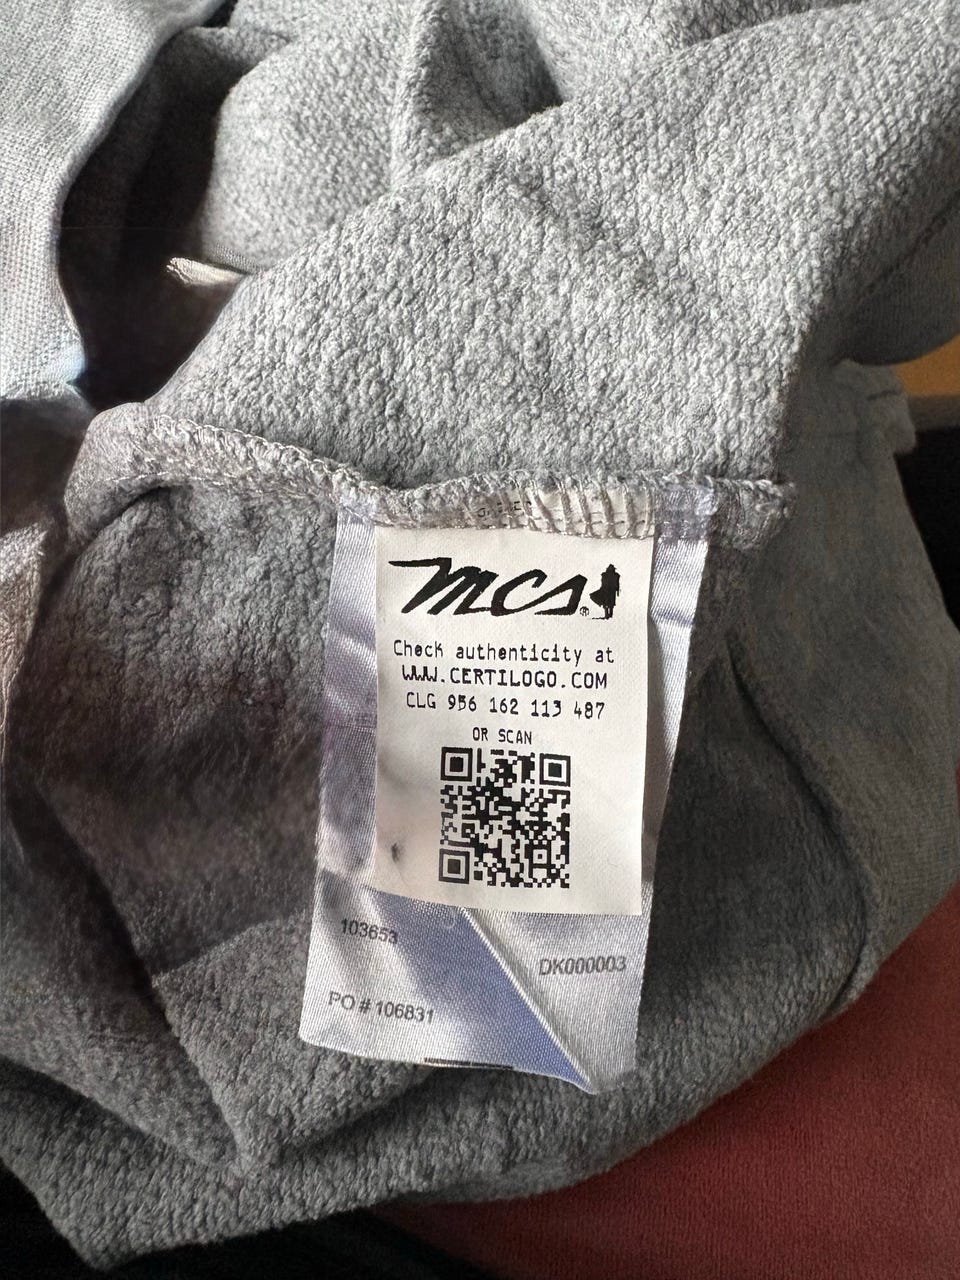 mcs
Check authenticity at
WWW.CERTILOGO.COM
CLG 956 162 113 487
OR SCAN
103653
DK000003
PO # 106831